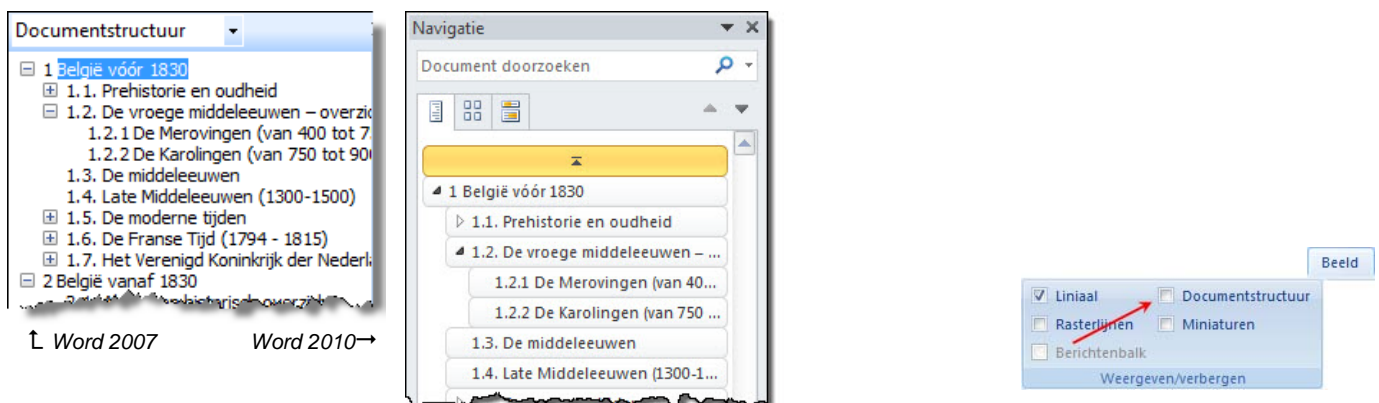 Documentstructuur
1 België vóór 1830
1.1. Prehistorie en oudheid
1.2. De vroege middeleeuwen – overzic
1.2.1 De Merovingen (van 400 tot 7
1.2.2 De Karolingen (van 750 tot 900
1.3. De middeleeuwen
1.4. Late Middeleeuwen (1300-1500)
1.5. De moderne tijden
1.6. De Franse Tijd (1794 - 1815)
1.7. Het Verenigd Koninkrijk der Nederla
2 België vanaf 1830
Word 2007
Word 2010
Navigatie
Document doorzoeken
1 België vóór 1830
1.1. Prehistorie en oudheid
1.2. De vroege middeleeuwen – ...
1.2.1 De Merovingen (van 40...
1.2.2 De Karolingen (van 750 ...
1.3. De middeleeuwen
1.4. Late Middeleeuwen (1300-1...
Beeld
Liniaal
Documentstructuur
Rasterlijnen
Miniaturen
Berichtenbalk
Weergeven/verbergen